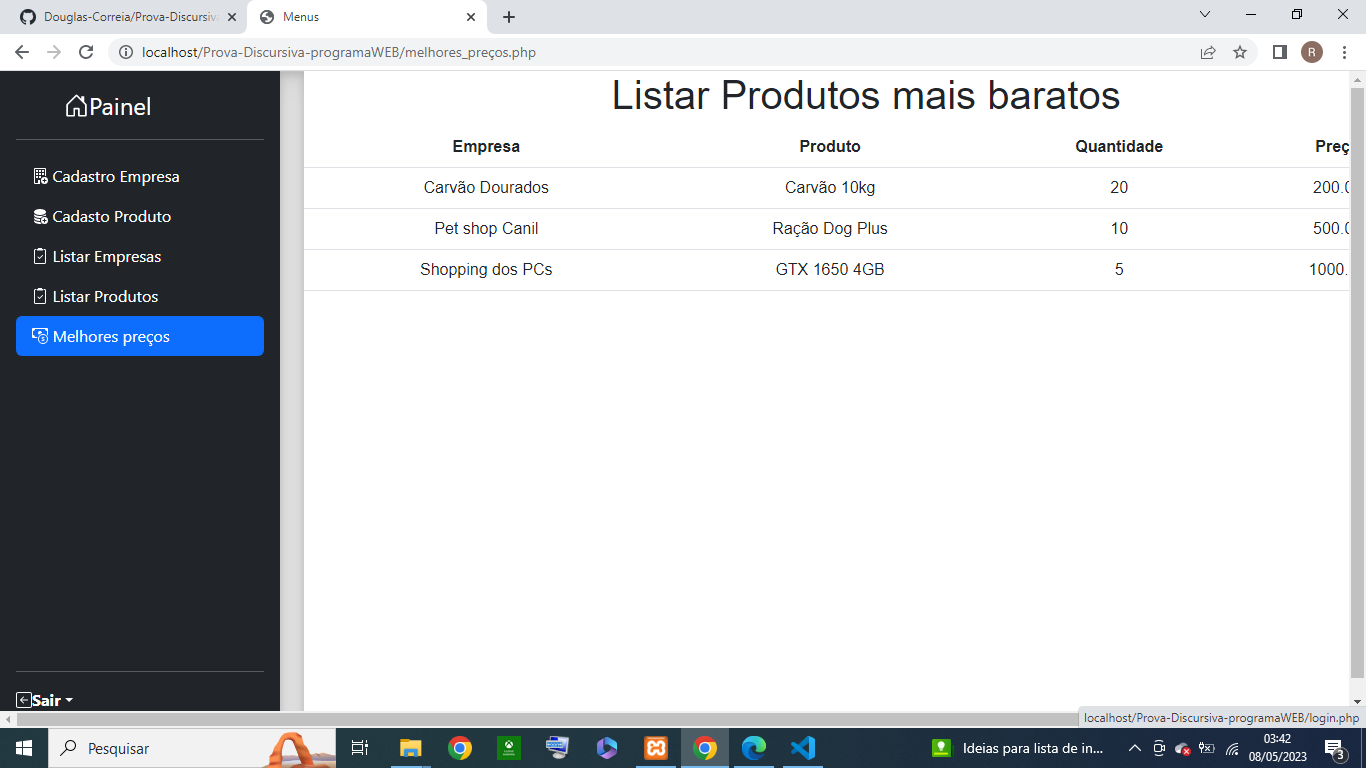 Douglas-Correia/Prova-Discursiva
Menus
localhost/Prova-Discursiva-programaWEB/melhores_preços.php
R
Painel
Cadastro Empresa
Cadasto Produto
Listar Empresas
Listar Produtos
Melhores preços
Sair
Listar Produtos mais baratos
Empresa Produto Quantidade Preç
Carvão Dourados Carvão 10kg 20 200.0
Pet shop Canil Ração Dog Plus 10 500.0
Shopping dos PCs GTX 1650 4GB 5 1000.
localhost/Prova-Discursiva-programaWEB/login.php
Pesquisar
Ideias para lista de in...
03:42
08/05/2023
3